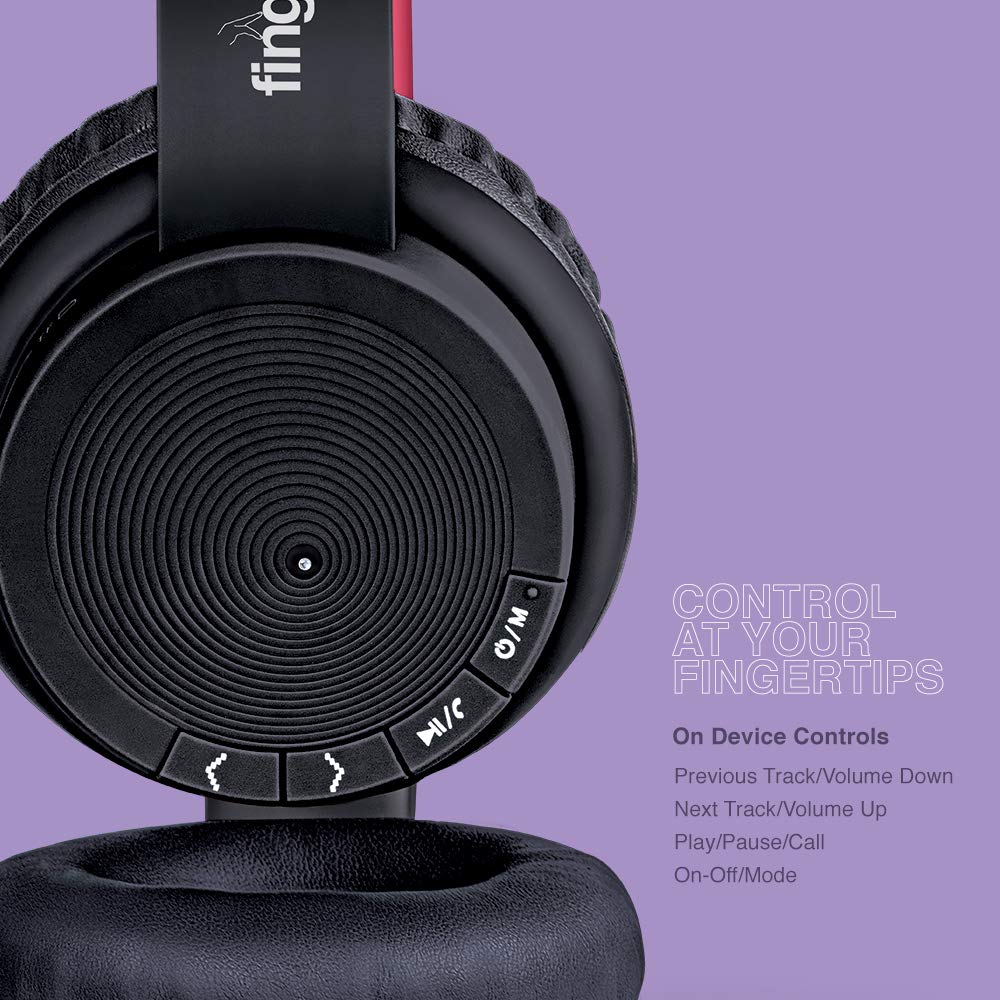 fing
⏻/M
⏯/📞
〈
〉
CONTROL
AT YOUR
FINGERTIPS
On Device Controls
Previous Track/Volume Down
Next Track/Volume Up
Play/Pause/Call
On-Off/Mode